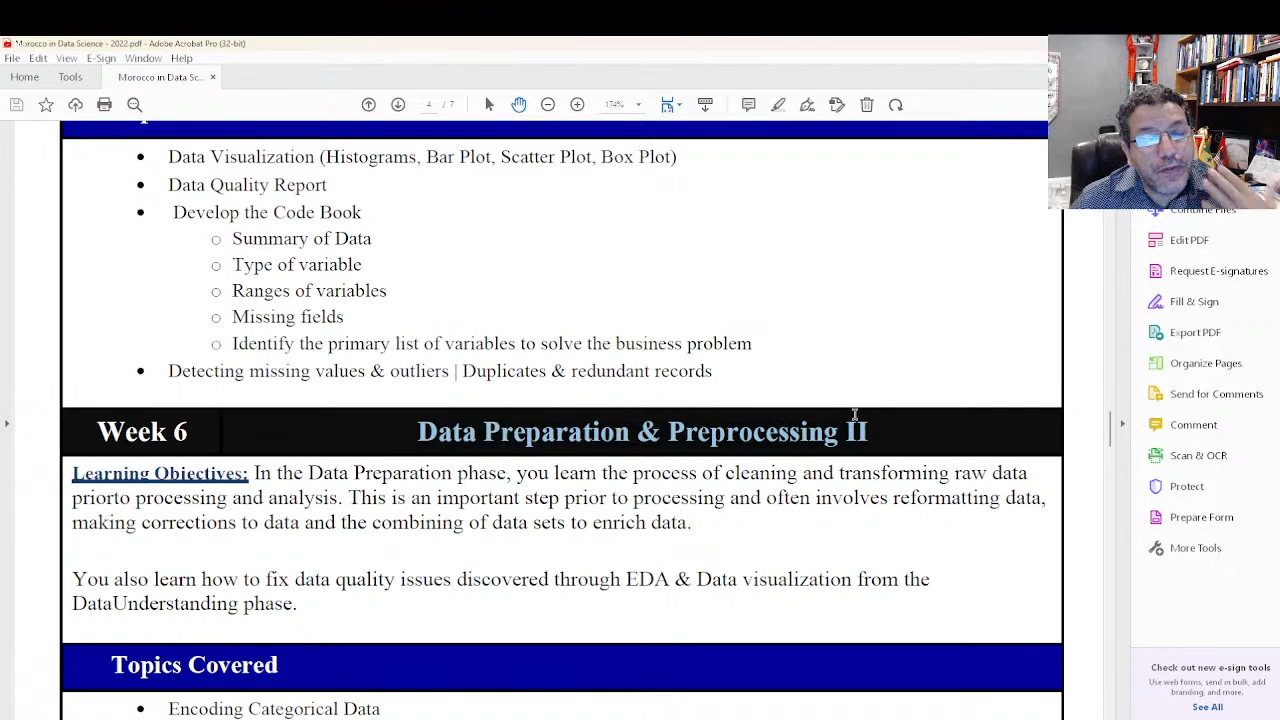 Morocco in Data Science - 2022.pdf - Adobe Acrobat Pro (32-bit)
File Edit View E-Sign Window Help
Home Tools Morocco in Data Sc... ×
4 / 7 174%
• Data Visualization (Histograms, Bar Plot, Scatter Plot, Box Plot)
• Data Quality Report
• Develop the Code Book
○ Summary of Data
○ Type of variable
○ Ranges of variables
○ Missing fields
○ Identify the primary list of variables to solve the business problem
• Detecting missing values & outliers | Duplicates & redundant records
Week 6 Data Preparation & Preprocessing II
Learning Objectives: In the Data Preparation phase, you learn the process of cleaning and transforming raw data
priorto processing and analysis. This is an important step prior to processing and often involves reformatting data,
making corrections to data and the combining of data sets to enrich data.
You also learn how to fix data quality issues discovered through EDA & Data visualization from the
DataUnderstanding phase.
Topics Covered
• Encoding Categorical Data
Combine Files
Edit PDF
Request E-signatures
Fill & Sign
Export PDF
Organize Pages
Send for Comments
Comment
Scan & OCR
Protect
Prepare Form
More Tools
Check out new e-sign tools
Use web forms, send in bulk, add
branding, and more.
See All